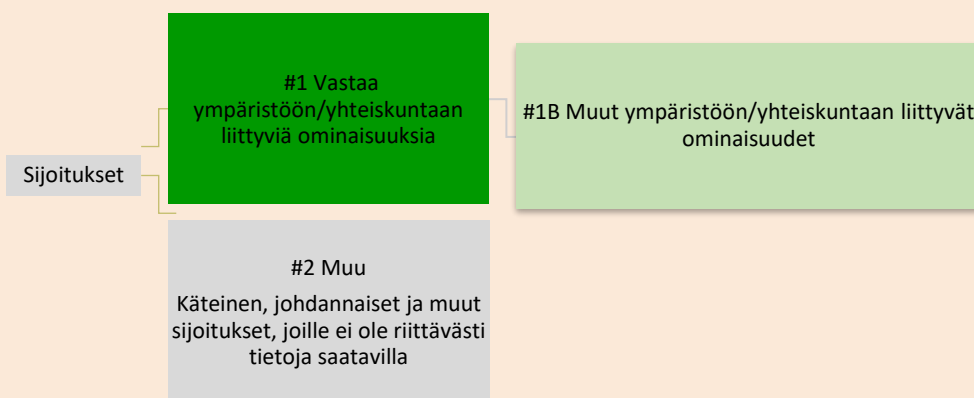 Sijoitukset
#1 Vastaa
ympäristöön/yhteiskuntaan
liittyviä ominaisuuksia
#1B Muut ympäristöön/yhteiskuntaan liittyvät
ominaisuudet
#2 Muu
Käteinen, johdannaiset ja muut
sijoitukset, joille ei ole riittävästi
tietoja saatavilla